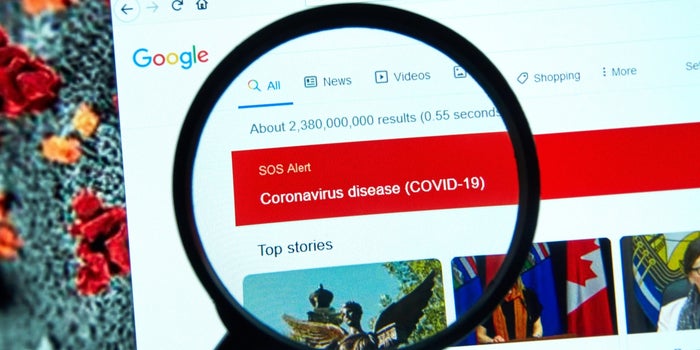 Google
All
News
Videos
Shopping
More
About 2,380,000,000 results (0.55 seconds
SOS Alert
Coronavirus disease (COVID-19)
Top stories